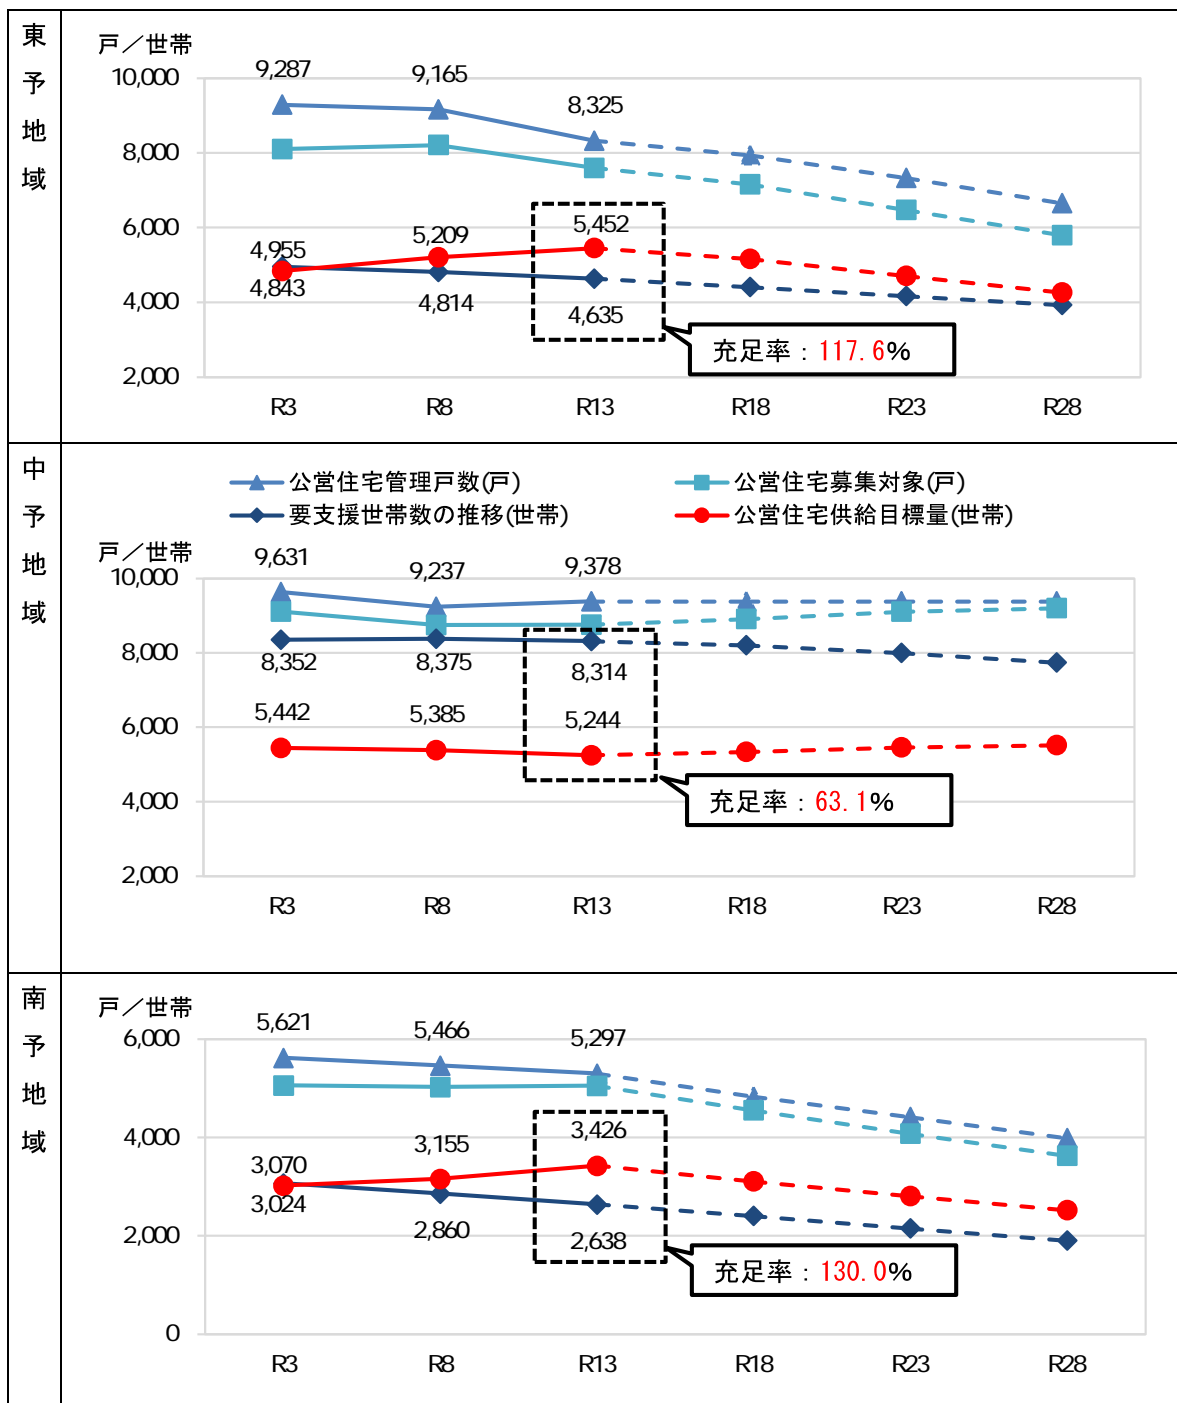 東予地域
戸／世帯
9,287
9,165
8,325
10,000
8,000
6,000
4,000
2,000
4,955
4,843
5,209
4,814
5,452
4,635
充足率：117.6%
R3 R8 R13 R18 R23 R28
中予地域
公営住宅管理戸数(戸) 公営住宅募集対象(戸)
要支援世帯数の推移(世帯) 公営住宅供給目標量(世帯)
戸／世帯
9,631
9,237
9,378
10,000
8,000
6,000
4,000
2,000
8,352
8,375
8,314
5,442
5,385
5,244
充足率：63.1%
R3 R8 R13 R18 R23 R28
南予地域
戸／世帯
5,621
5,466
5,297
6,000
4,000
2,000
0
3,070
3,024
3,155
2,860
3,426
2,638
充足率：130.0%
R3 R8 R13 R18 R23 R28